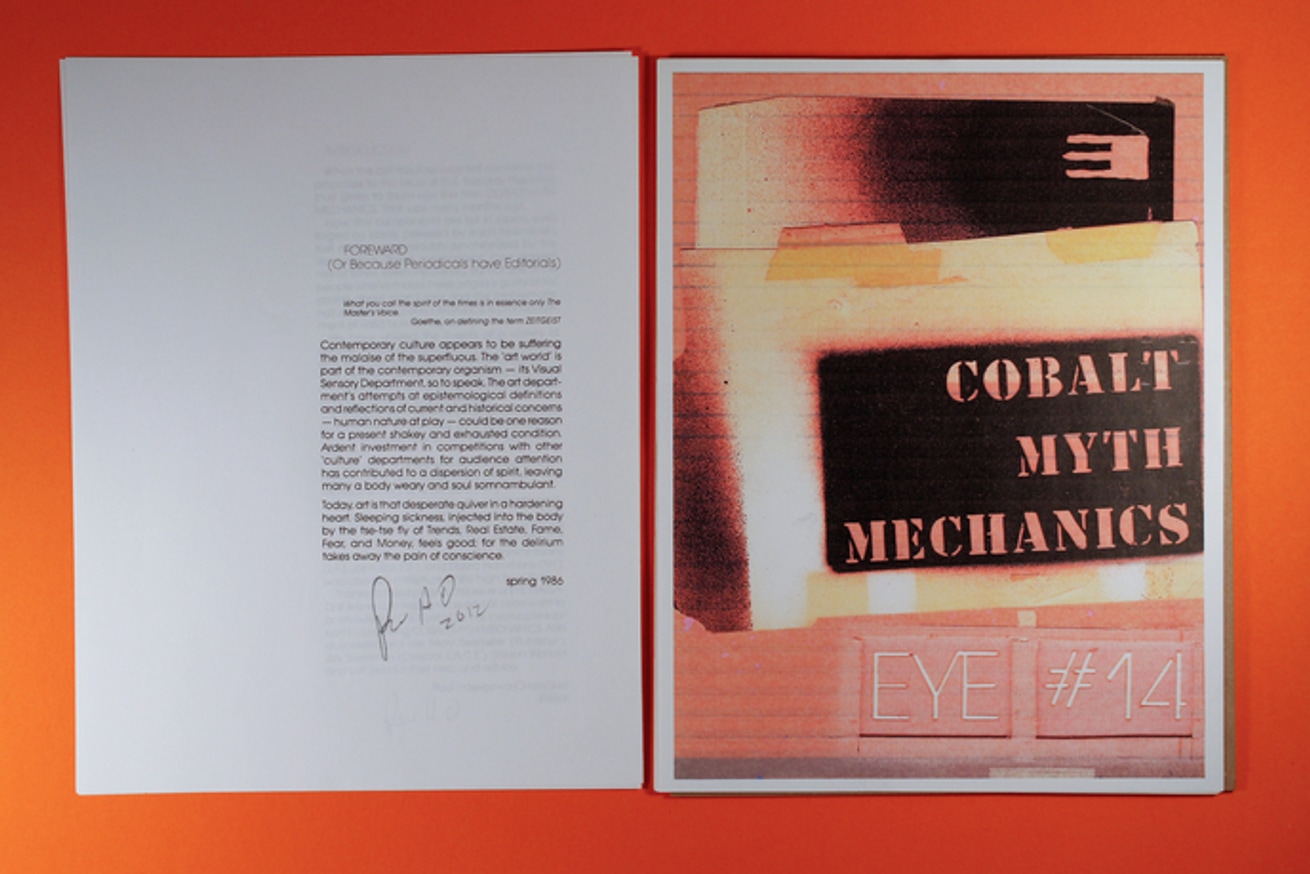 FOREWARD
(Or Because Periodicals have Editorials)
What you call the spirit of the times is in essence only The
Master's Voice.
Goethe, on defining the term ZEITGEIST
Contemporary culture appears to be suffering
the malaise of the superfluous. The 'art world' is
part of the contemporary organism — its Visual
Sensory Department, so to speak. The art depart-
ment's attempts at epistemological definitions
and reflections of current and historical concerns
— human nature at play — could be one reason
for a present shakey and exhausted condition.
Ardent investment in competitions with other
'culture' departments for audience attention
has contributed to a dispersion of spirit, leaving
many a body weary and soul somnambulant.
Today, art is that desperate quiver in a hardening
heart. Sleeping sickness, injected into the body
by the tse-tse fly of Trends, Real Estate, Fame,
Fear, and Money, feels good; for the delirium
takes away the pain of conscience.
spring 1986
2012
COBALT
MYTH
MECHANICS
EYE #14